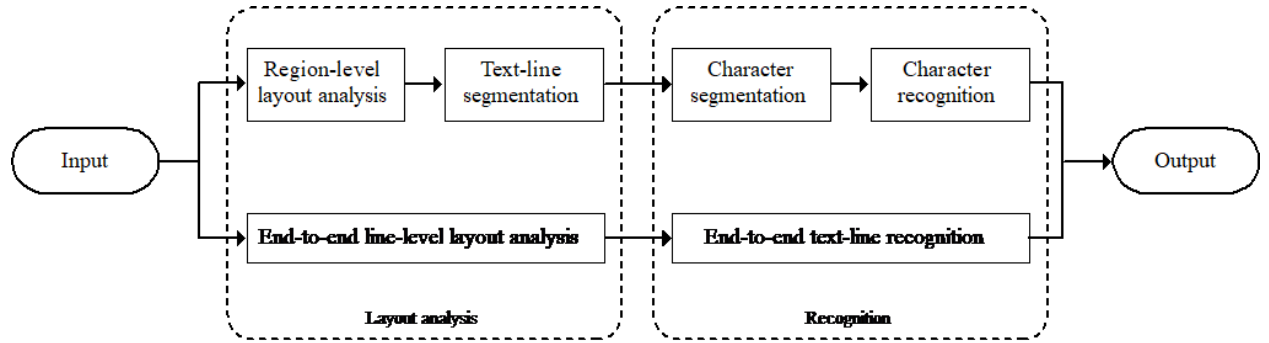 Input
Region-level
layout analysis
Text-line
segmentation
Character
segmentation
Character
recognition
End-to-end line-level layout analysis
End-to-end text-line recognition
Layout analysis
Recognition
Output